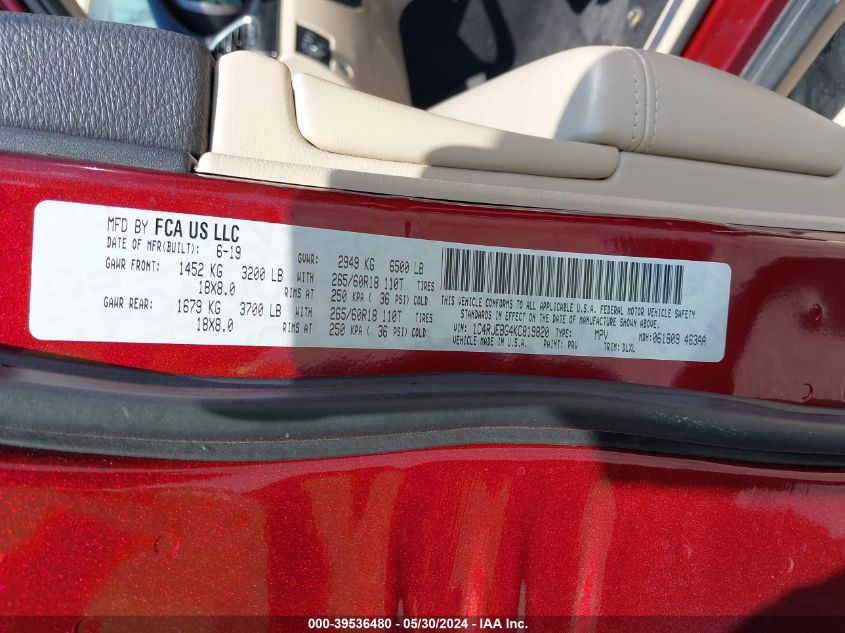 MFD BY FCA US LLC
DATE OF MFR(BUILT): 6-19
GVWR: 2949 KG 6500 LB
GAWR FRONT: 1452 KG 3200 LB WITH 265/60R18 110T TIRES
18X8.0 RIMS AT 250 KPA ( 36 PSI) COLD
GAWR REAR: 1679 KG 3700 LB WITH 265/60R18 110T TIRES
18X8.0 RIMS AT 250 KPA ( 36 PSI) COLD
THIS VEHICLE CONFORMS TO ALL APPLICABLE U.S.A. FEDERAL MOTOR VEHICLE SAFETY
STANDARDS IN EFFECT ON THE DATE OF MANUFACTURE SHOWN ABOVE.
VIN: 1C4RJEBG4KC819820 TYPE: MPV MDH: 061809 463AA
VEHICLE MADE IN U.S.A. PAINT: PRV TRIM: DLXL
000-39536480 - 05/30/2024 - IAA Inc.